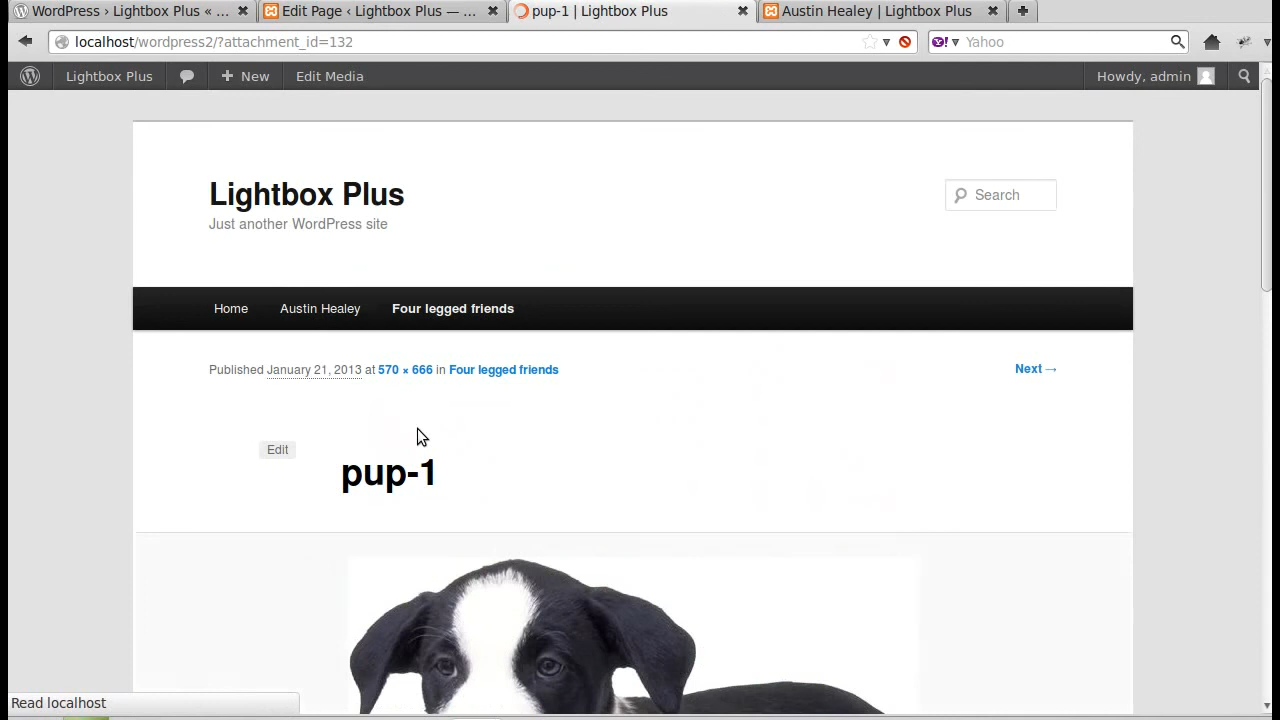 WordPress › Lightbox Plus « ...
Edit Page ‹ Lightbox Plus — ...
pup-1 | Lightbox Plus
Austin Healey | Lightbox Plus
localhost/wordpress2/?attachment_id=132
Y!
Yahoo
Lightbox Plus
New
Edit Media
Howdy, admin
Lightbox Plus
Just another WordPress site
Search
Home
Austin Healey
Four legged friends
Published January 21, 2013 at 570 × 666 in Four legged friends
Next →
Edit
pup-1
Read localhost